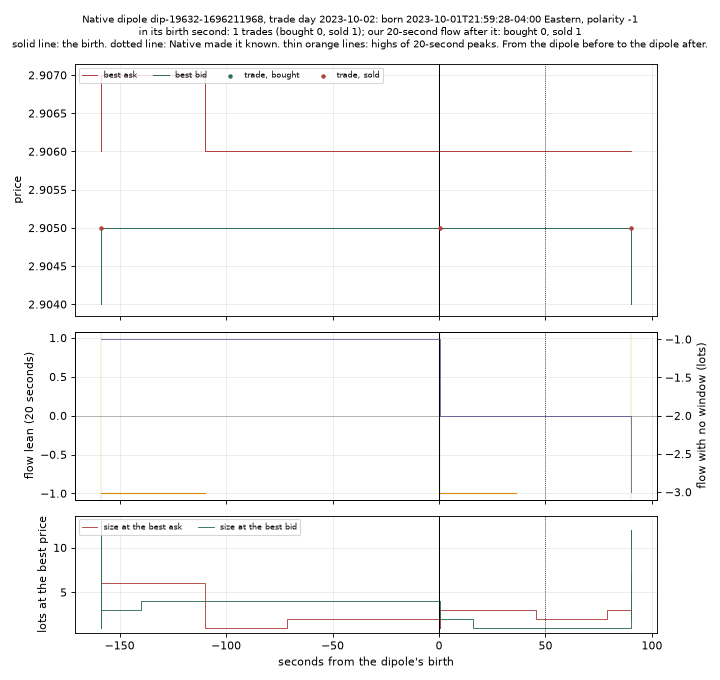 Native dipole dip-19632-1696211968, trade day 2023-10-02: born 2023-10-01T21:59:28-04:00 Eastern, polarity -1
in its birth second: 1 trades (bought 0, sold 1); our 20-second flow after it: bought 0, sold 1
solid line: the birth. dotted line: Native made it known. thin orange lines: highs of 20-second peaks. From the dipole before to the dipole after.
best ask best bid trade, bought trade, sold
2.9070
2.9065
2.9060
2.9055
2.9050
2.9045
2.9040
price
1.0
0.5
0.0
−0.5
−1.0
flow lean (20 seconds)
−1.0
−1.5
−2.0
−2.5
−3.0
flow with no window (lots)
size at the best ask size at the best bid
10
5
lots at the best price
−150 −100 −50 0 50 100
seconds from the dipole's birth